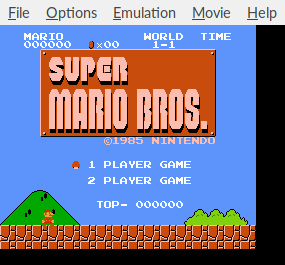 File Options Emulation Movie Help
MARIO WORLD TIME
000000 ×00 1-1
SUPER
MARIO BROS.
©1985 NINTENDO
1 PLAYER GAME
2 PLAYER GAME
TOP- 000000